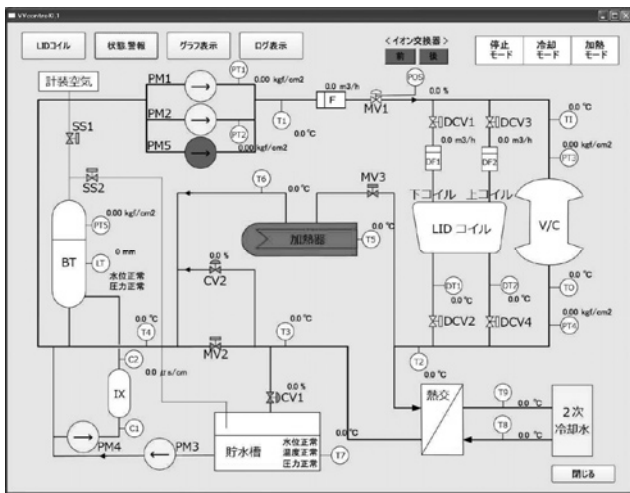 LIDコイル
状態 警報
グラフ表示
ログ表示
<イオン交換器>
前
後
停止
モード
冷却
モード
加熱
モード
計装空気
PM1
PT1
0.00 kgf/cm2
0.0 m3/h
POS
0.0 %
0.0 ℃
SS1
PM2
F
MV1
DCV1
DCV3
TI
PT2
T1
0.0 ℃
PM5
0.00 kgf/cm2
0.0 m3/h
0.0 m3/h
0.00 kgf/cm2
SS2
T6
0.0 ℃
MV3
DF1
DF2
PT3
下コイル
上コイル
0.00 kgf/cm2
PT5
加熱器
T5
0.0 ℃
LIDコイル
V/C
BT
LT
0 mm
水位正常
圧力正常
0.0 %
CV2
DT1
DT2
TO
0.0 ℃
0.0 ℃
0.0 ℃
0.0 ℃
T4
0.0 ℃
T3
0.00 kgf/cm2
DCV2
DCV4
PT4
MV2
C2
0.0 μs/cm
T2
0.0 ℃
IX
0.0 %
CV1
熱交
T9
0.0 ℃
2次
冷却水
C1
PM4
PM3
貯水槽
水位正常
温度正常
圧力正常
T7
0.0 ℃
T8
0.0 ℃
閉じる